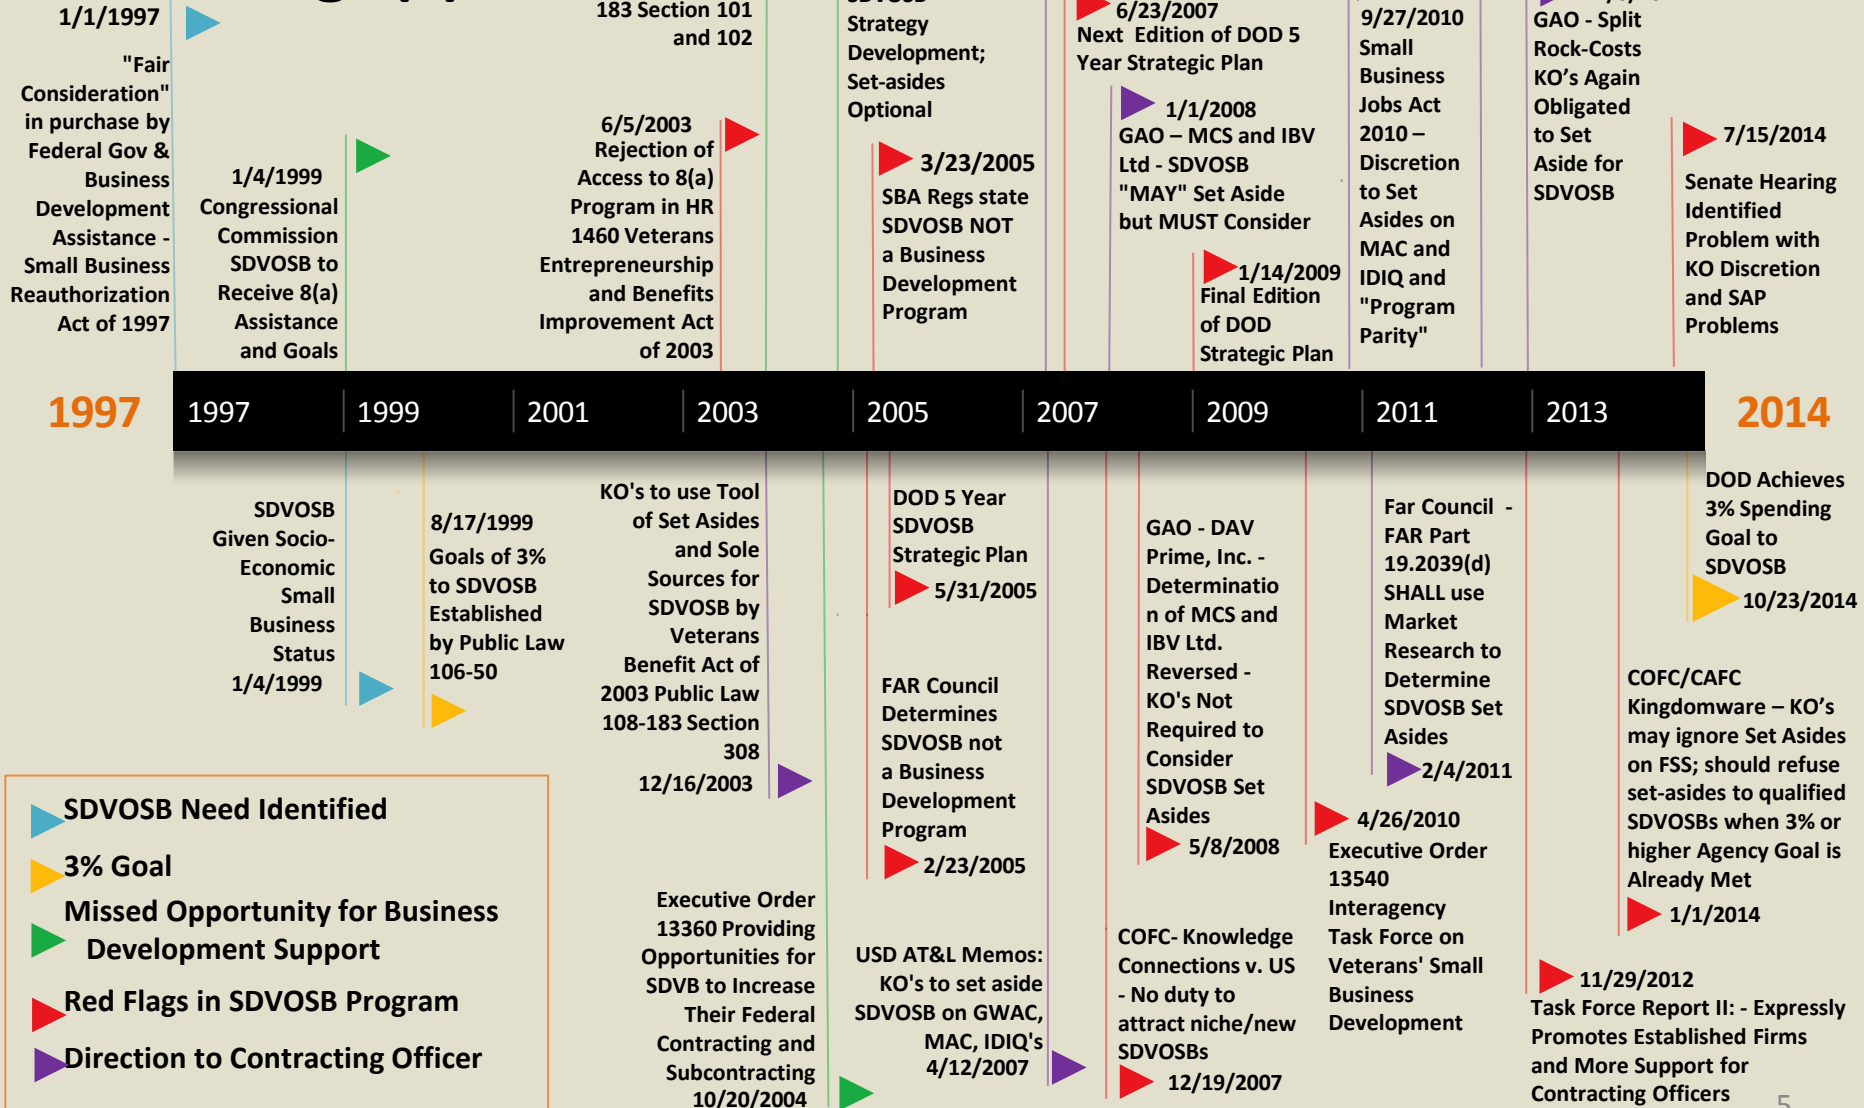 1/1/1997
"Fair
Consideration"
in purchase by
Federal Gov &
Business
Development
Assistance -
Small Business
Reauthorization
Act of 1997
1/4/1999
Congressional
Commission
SDVOSB to
Receive 8(a)
Assistance
and Goals
183 Section 101
and 102
6/5/2003
Rejection of
Access to 8(a)
Program in HR
1460 Veterans
Entrepreneurship
and Benefits
Improvement Act
of 2003
Strategy
Development;
Set-asides
Optional
3/23/2005
SBA Regs state
SDVOSB NOT
a Business
Development
Program
6/23/2007
Next Edition of DOD 5
Year Strategic Plan
1/1/2008
GAO – MCS and IBV
Ltd - SDVOSB
"MAY" Set Aside
but MUST Consider
1/14/2009
Final Edition
of DOD
Strategic Plan
9/27/2010
Small
Business
Jobs Act
2010 –
Discretion
to Set
Asides on
MAC and
IDIQ and
"Program
Parity"
GAO - Split
Rock-Costs
KO's Again
Obligated
to Set
Aside for
SDVOSB
7/15/2014
Senate Hearing
Identified
Problem with
KO Discretion
and SAP
Problems
1997
1997
1999
2001
2003
2005
2007
2009
2011
2013
2014
SDVOSB
Given Socio-
Economic
Small
Business
Status
1/4/1999
8/17/1999
Goals of 3%
to SDVOSB
Established
by Public Law
106-50
KO's to use Tool
of Set Asides
and Sole
Sources for
SDVOSB by
Veterans
Benefit Act of
2003 Public Law
108-183 Section
308
12/16/2003
Executive Order
13360 Providing
Opportunities for
SDVB to Increase
Their Federal
Contracting and
Subcontracting
10/20/2004
DOD 5 Year
SDVOSB
Strategic Plan
5/31/2005
FAR Council
Determines
SDVOSB not
a Business
Development
Program
2/23/2005
USD AT&L Memos:
KO's to set aside
SDVOSB on GWAC,
MAC, IDIQ's
4/12/2007
GAO - DAV
Prime, Inc. -
Determinatio
n of MCS and
IBV Ltd.
Reversed -
KO's Not
Required to
Consider
SDVOSB Set
Asides
5/8/2008
COFC- Knowledge
Connections v. US
- No duty to
attract niche/new
SDVOSBs
12/19/2007
Far Council -
FAR Part
19.2039(d)
SHALL use
Market
Research to
Determine
SDVOSB Set
Asides
2/4/2011
4/26/2010
Executive Order
13540
Interagency
Task Force on
Veterans' Small
Business
Development
DOD Achieves
3% Spending
Goal to
SDVOSB
10/23/2014
COFC/CAFC
Kingdomware – KO's
may ignore Set Asides
on FSS; should refuse
set-asides to qualified
SDVOSBs when 3% or
higher Agency Goal is
Already Met
1/1/2014
11/29/2012
Task Force Report II: - Expressly
Promotes Established Firms
and More Support for
Contracting Officers
SDVOSB Need Identified
3% Goal
Missed Opportunity for Business
Development Support
Red Flags in SDVOSB Program
Direction to Contracting Officer
5